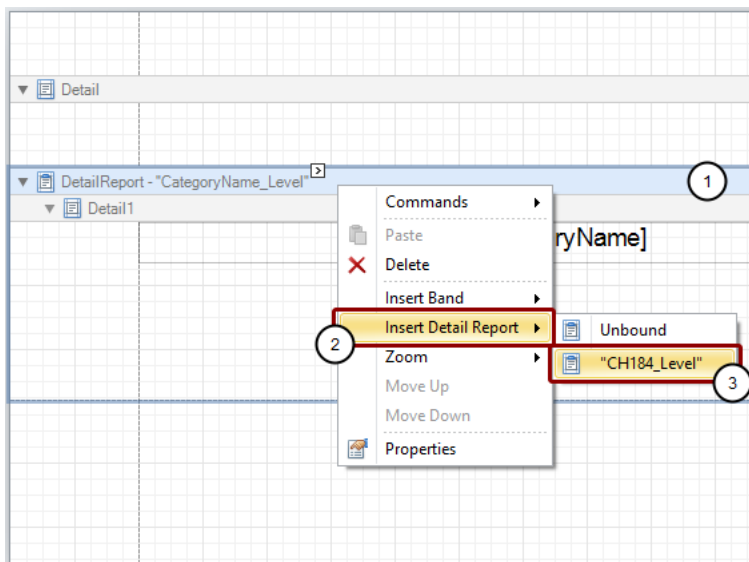 Detail
DetailReport - "CategoryName_Level"
1
Detail1
Commands
Paste
ryName]
Delete
Insert Band
2
Insert Detail Report
Unbound
Zoom
"CH184_Level"
3
Move Up
Move Down
Properties